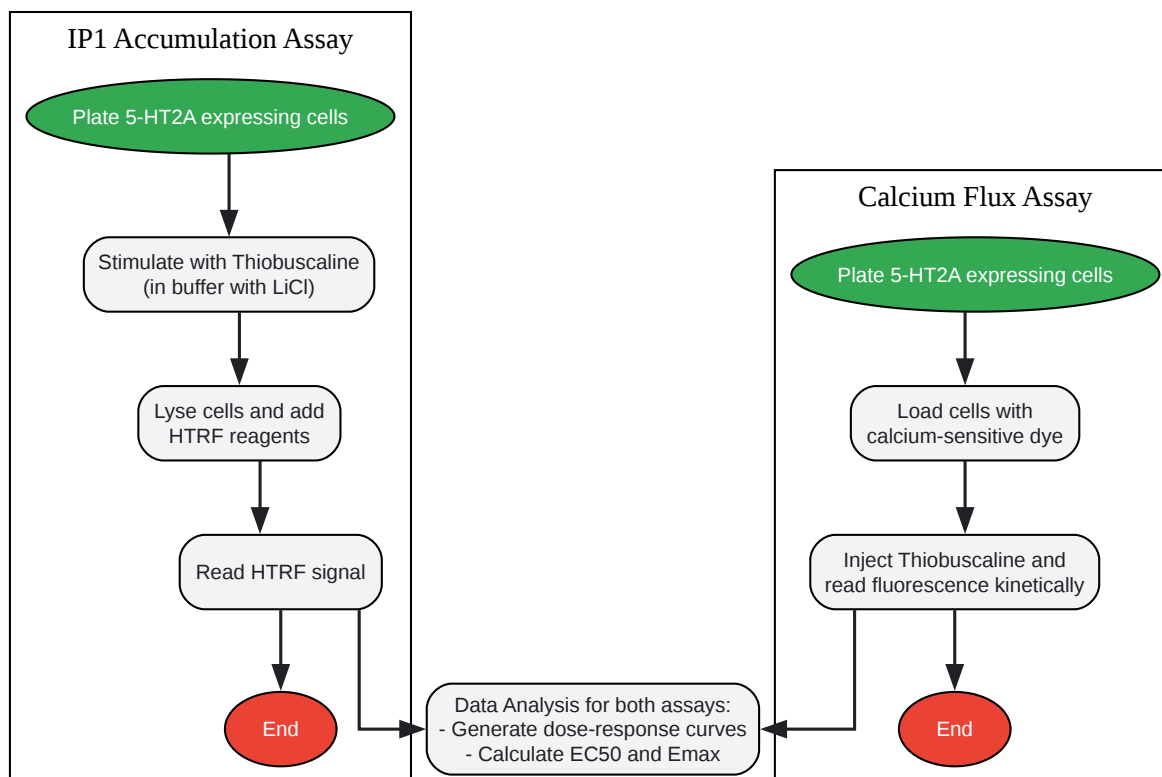 IP1 Accumulation Assay
Plate 5-HT2A expressing cells
Stimulate with Thiobuscaline
(in buffer with LiCl)
Lyse cells and add
HTRF reagents
Read HTRF signal
End
Calcium Flux Assay
Plate 5-HT2A expressing cells
Load cells with
calcium-sensitive dye
Inject Thiobuscaline and
read fluorescence kinetically
End
Data Analysis for both assays:
- Generate dose-response curves
- Calculate EC50 and Emax